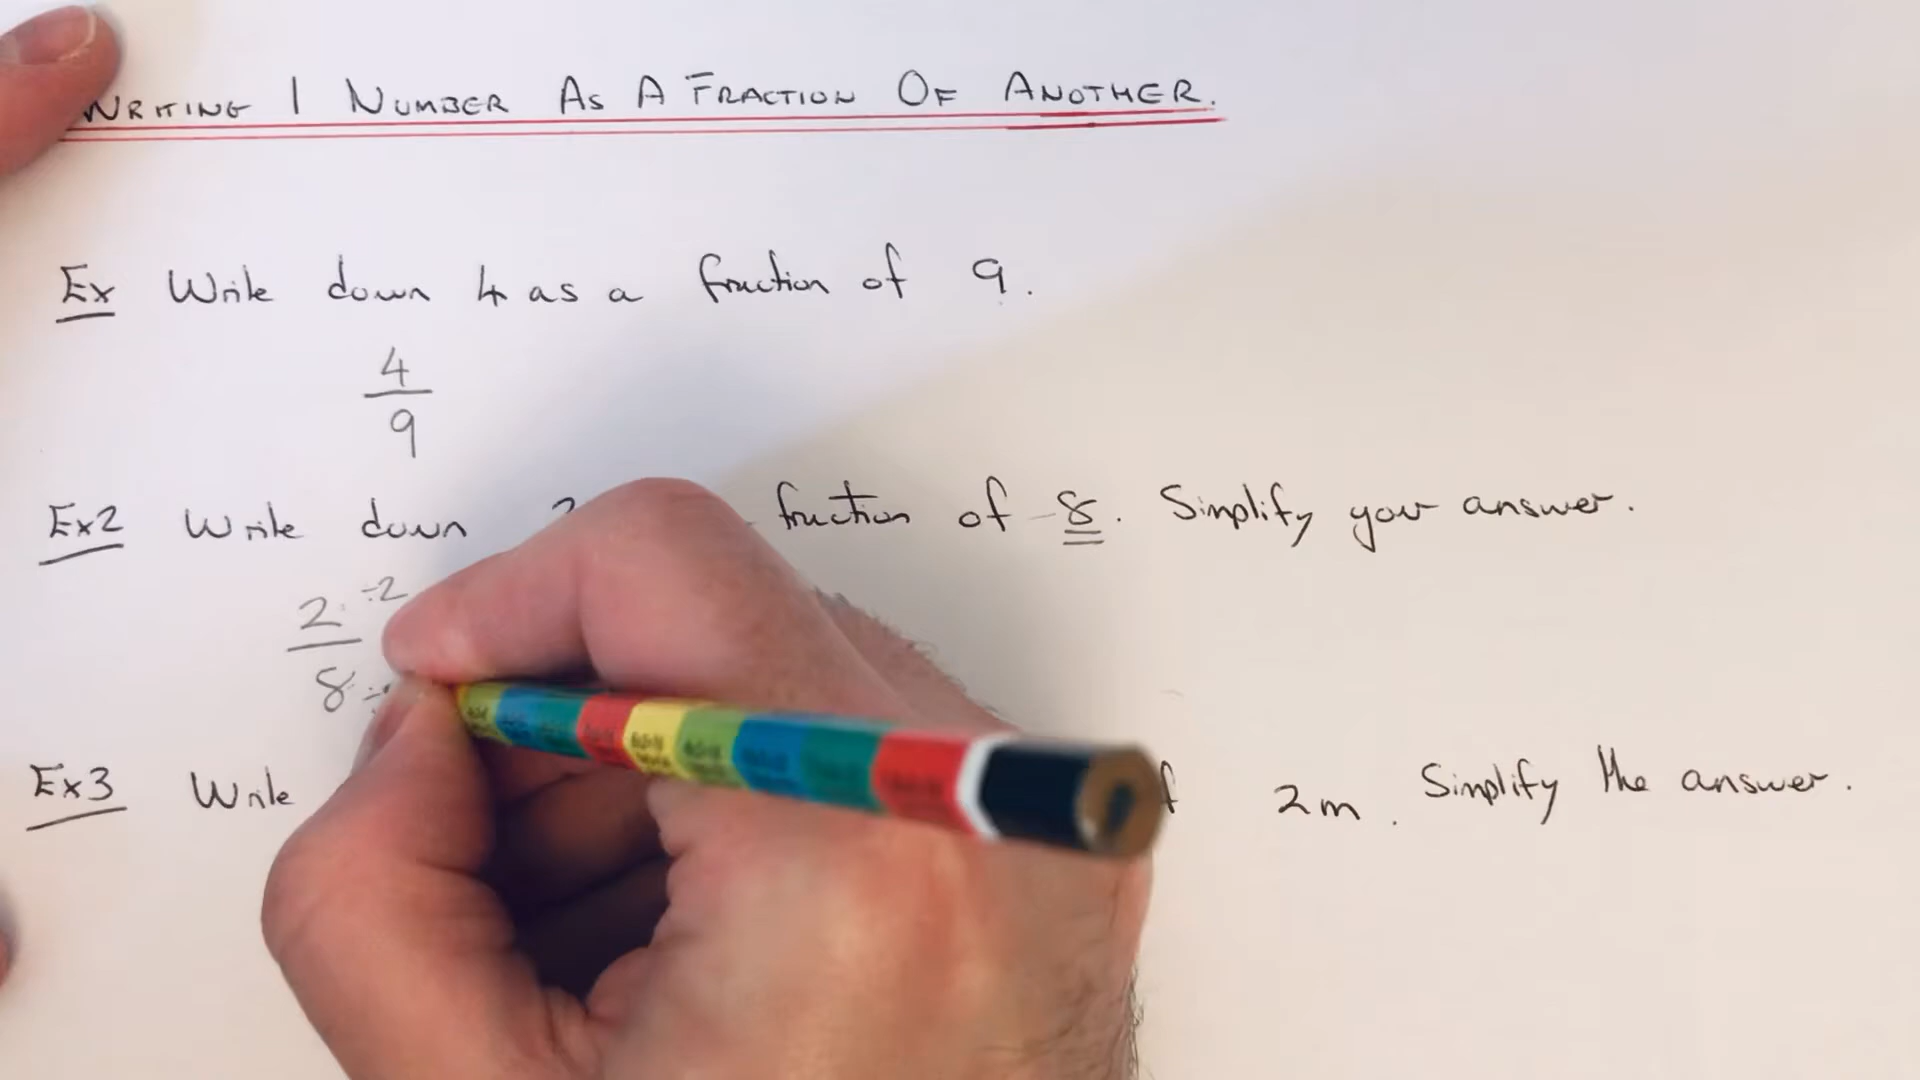 WRITING 1 NUMBER AS A FRACTION OF ANOTHER.
Ex Write down 4 as a fraction of 9.
4
9
Ex2 Write down 2 fraction of 8. Simplify your answer.
2 ÷2
8 ÷
Ex3 Write 2m. Simplify the answer.